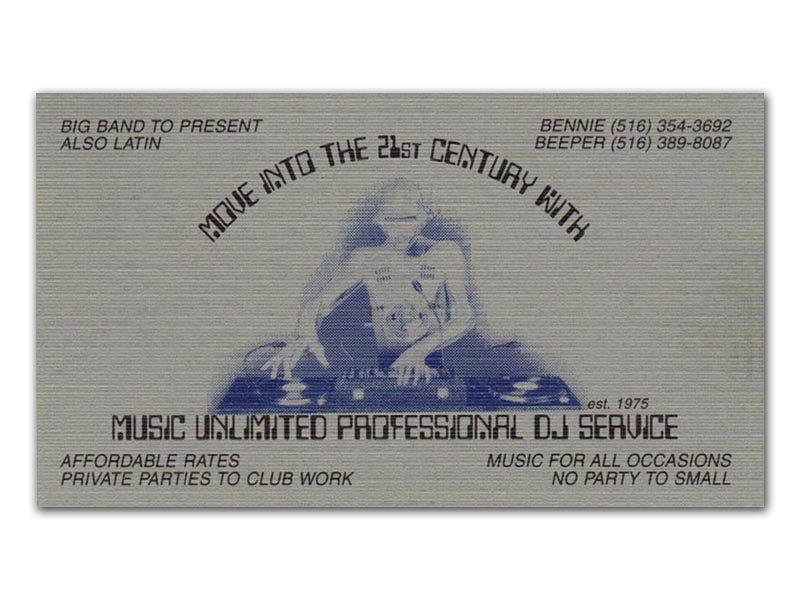 BIG BAND TO PRESENT
ALSO LATIN
BENNIE (516) 354-3692
BEEPER (516) 389-8087
MOVE INTO THE 21ST CENTURY WITH
est. 1975
MUSIC UNLIMITED PROFESSIONAL DJ SERVICE
AFFORDABLE RATES
PRIVATE PARTIES TO CLUB WORK
MUSIC FOR ALL OCCASIONS
NO PARTY TO SMALL